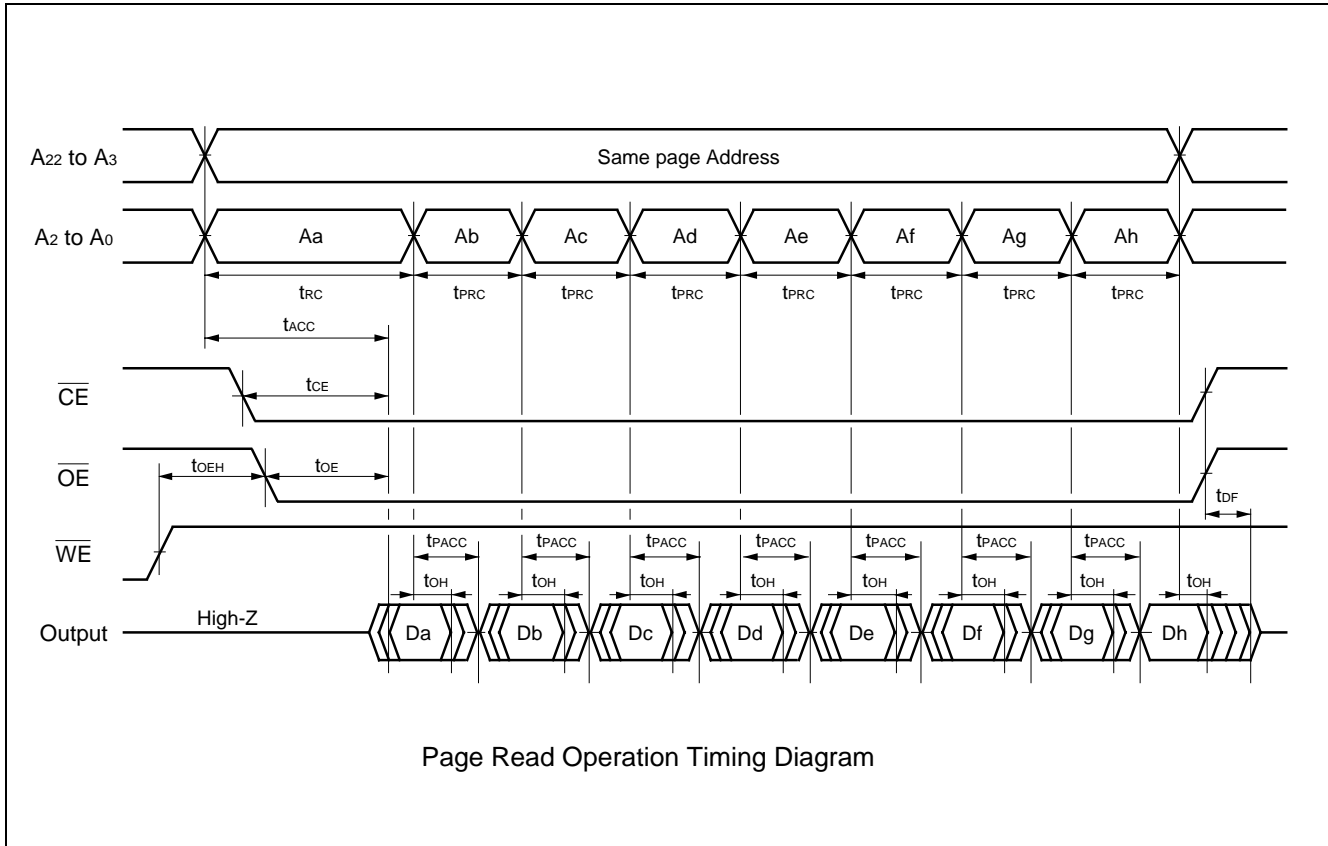 A22 to A3
Same page Address
A2 to A0
Aa Ab Ac Ad Ae Af Ag Ah
tRC tPRC tPRC tPRC tPRC tPRC tPRC tPRC
tACC
CE
tCE
OE
tOEH tOE
tDF
WE
tPACC tPACC tPACC tPACC tPACC tPACC tPACC
tOH tOH tOH tOH tOH tOH tOH tOH
Output
High-Z
Da Db Dc Dd De Df Dg Dh
Page Read Operation Timing Diagram